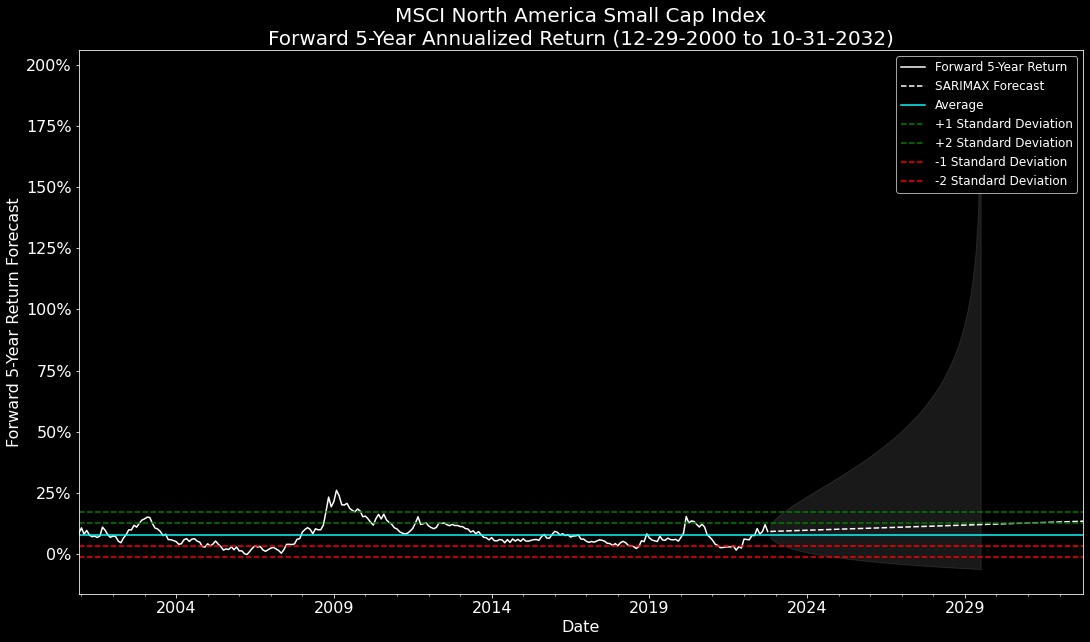 MSCI North America Small Cap Index
Forward 5-Year Annualized Return (12-29-2000 to 10-31-2032)
Forward 5-Year Return Forecast
200%
175%
150%
125%
100%
75%
50%
25%
0%
Forward 5-Year Return
SARIMAX Forecast
Average
+1 Standard Deviation
+2 Standard Deviation
-1 Standard Deviation
-2 Standard Deviation
2004
2009
2014
2019
2024
2029
Date